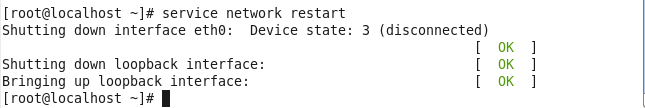 [root@localhost ~]# service network restart
Shutting down interface eth0:  Device state: 3 (disconnected)
                                                           [  OK  ]
Shutting down loopback interface:                          [  OK  ]
Bringing up loopback interface:                            [  OK  ]
[root@localhost ~]#